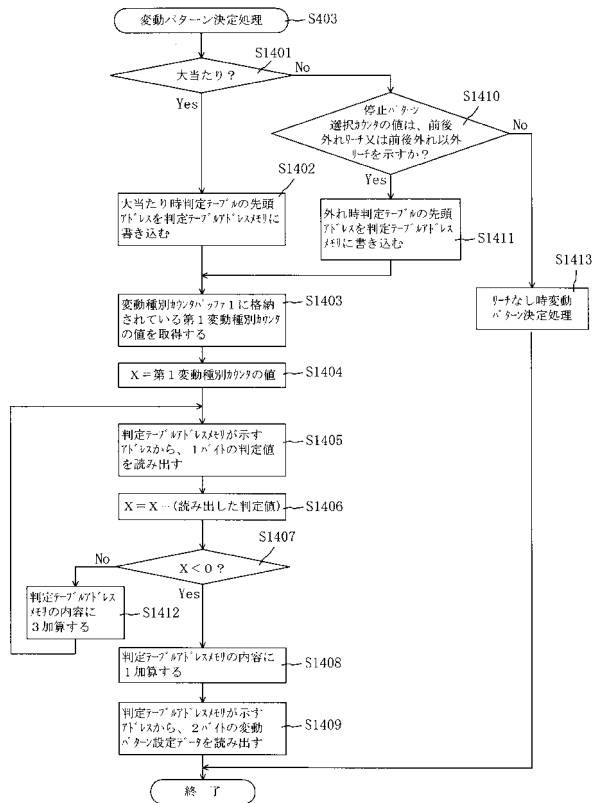 変動パターン決定処理
S403
大当たり？
S1401
No
Yes
停止ﾊﾟﾀｰﾝ
選択ｶｳﾝﾀの値は、前後
外れﾘｰﾁ又は前後外れ以外
ﾘｰﾁを示すか？
S1410
No
Yes
S1402
大当たり時判定ﾃｰﾌﾞﾙの先頭
ｱﾄﾞﾚｽを判定ﾃｰﾌﾞﾙｱﾄﾞﾚｽﾒﾓﾘに
書き込む
外れ時判定ﾃｰﾌﾞﾙの先頭
ｱﾄﾞﾚｽを判定ﾃｰﾌﾞﾙｱﾄﾞﾚｽ
ﾒﾓﾘに書き込む
S1411
S1413
ﾘｰﾁなし時変動
ﾊﾟﾀｰﾝ決定処理
変動種別ｶｳﾝﾀﾊﾞｯﾌｧ１に格納
されている第１変動種別ｶｳﾝﾀ
の値を取得する
S1403
X＝第１変動種別ｶｳﾝﾀの値
S1404
判定ﾃｰﾌﾞﾙｱﾄﾞﾚｽﾒﾓﾘが示す
ｱﾄﾞﾚｽから、１ﾊﾞｲﾄの判定値
を読み出す
S1405
X＝X－(読み出した判定値)
S1406
X＜０？
S1407
No
Yes
判定ﾃｰﾌﾞﾙｱﾄﾞﾚｽ
ﾒﾓﾘの内容に
３加算する
S1412
判定ﾃｰﾌﾞﾙｱﾄﾞﾚｽﾒﾓﾘの内容に
１加算する
S1408
判定ﾃｰﾌﾞﾙｱﾄﾞﾚｽﾒﾓﾘが示す
ｱﾄﾞﾚｽから、２ﾊﾞｲﾄの変動
ﾊﾟﾀｰﾝ設定ﾃﾞｰﾀを読み出す
S1409
終 了